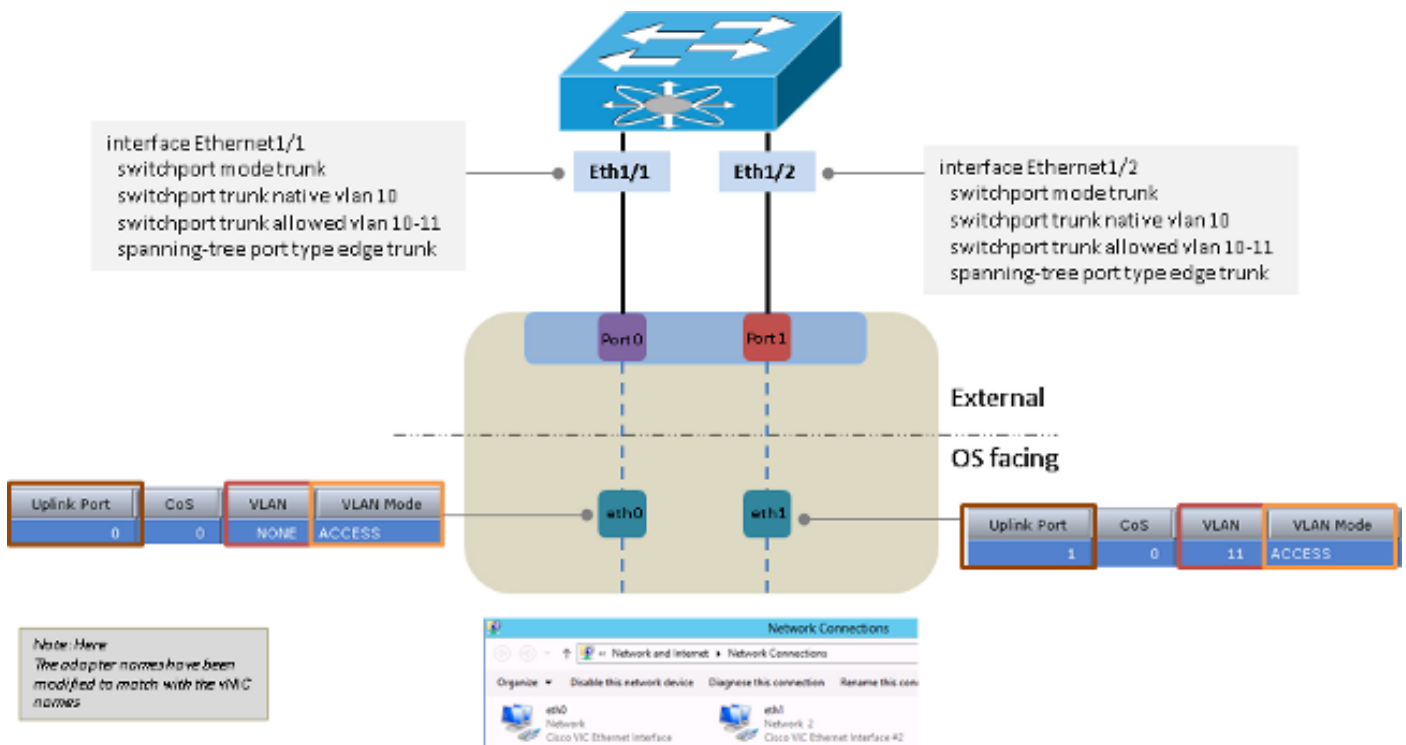 interface Ethernet1/1
switchport mode trunk
switchport trunk native vlan 10
switchport trunk allowed vlan 10-11
spanning-tree port type edge trunk
Eth1/1
Eth1/2
interface Ethernet1/2
switchport mode trunk
switchport trunk native vlan 10
switchport trunk allowed vlan 10-11
spanning-tree port type edge trunk
Port0
Port1
External
OS facing
Uplink Port CoS VLAN VLAN Mode
0 0 NONE ACCESS
eth0
eth1
Uplink Port CoS VLAN VLAN Mode
1 0 11 ACCESS
Note: Here
The adapter names have been
modified to match with the vNIC
names
Network Connections
Network and Internet Network Connections
Organize Disable this network device Diagnose this connection Rename this con
eth0
Network
Cisco VIC Ethernet Interface
eth1
Network 2
Cisco VIC Ethernet Interface #2